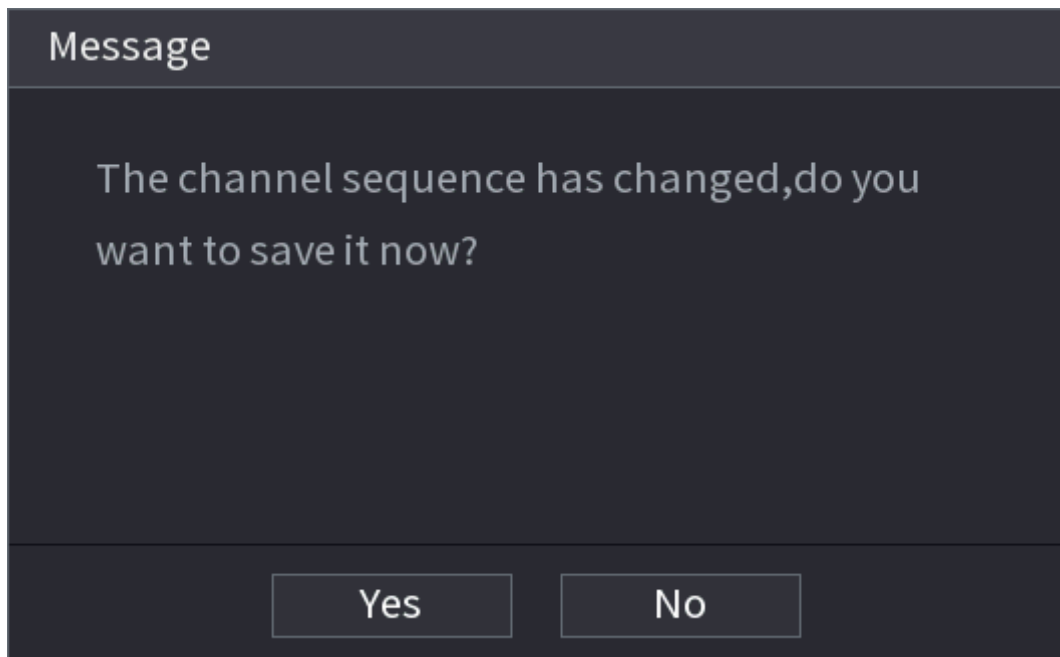 Message
The channel sequence has changed,do you
want to save it now?
Yes No